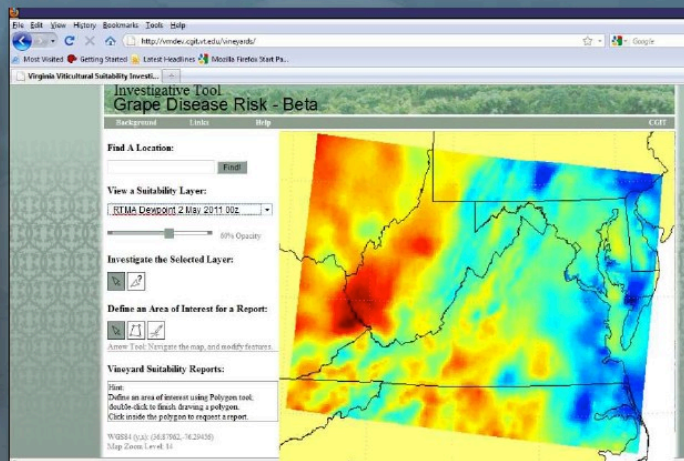 File Edit View History Bookmarks Tools Help
http://vmdev.cgit.vt.edu/vineyards/
Google
Most Visited Getting Started Latest Headlines Mozilla Firefox Start Pa...
Virginia Viticultural Suitability Investi...
Investigative Tool
Grape Disease Risk - Beta
Background Links Help CGIT
Find A Location:
Find!
View a Suitability Layer:
RTMA Dewpoint 2 May 2011 00z
60% Opacity
Investigate the Selected Layer:
Define an Area of Interest for a Report:
Arrow Tool: Navigate the map, and modify features.
Vineyard Suitability Reports:
Hint:
Define an area of interest using Polygon tool;
double-click to finish drawing a polygon.
Click inside the polygon to request a report.
Map Zoom Level: 14